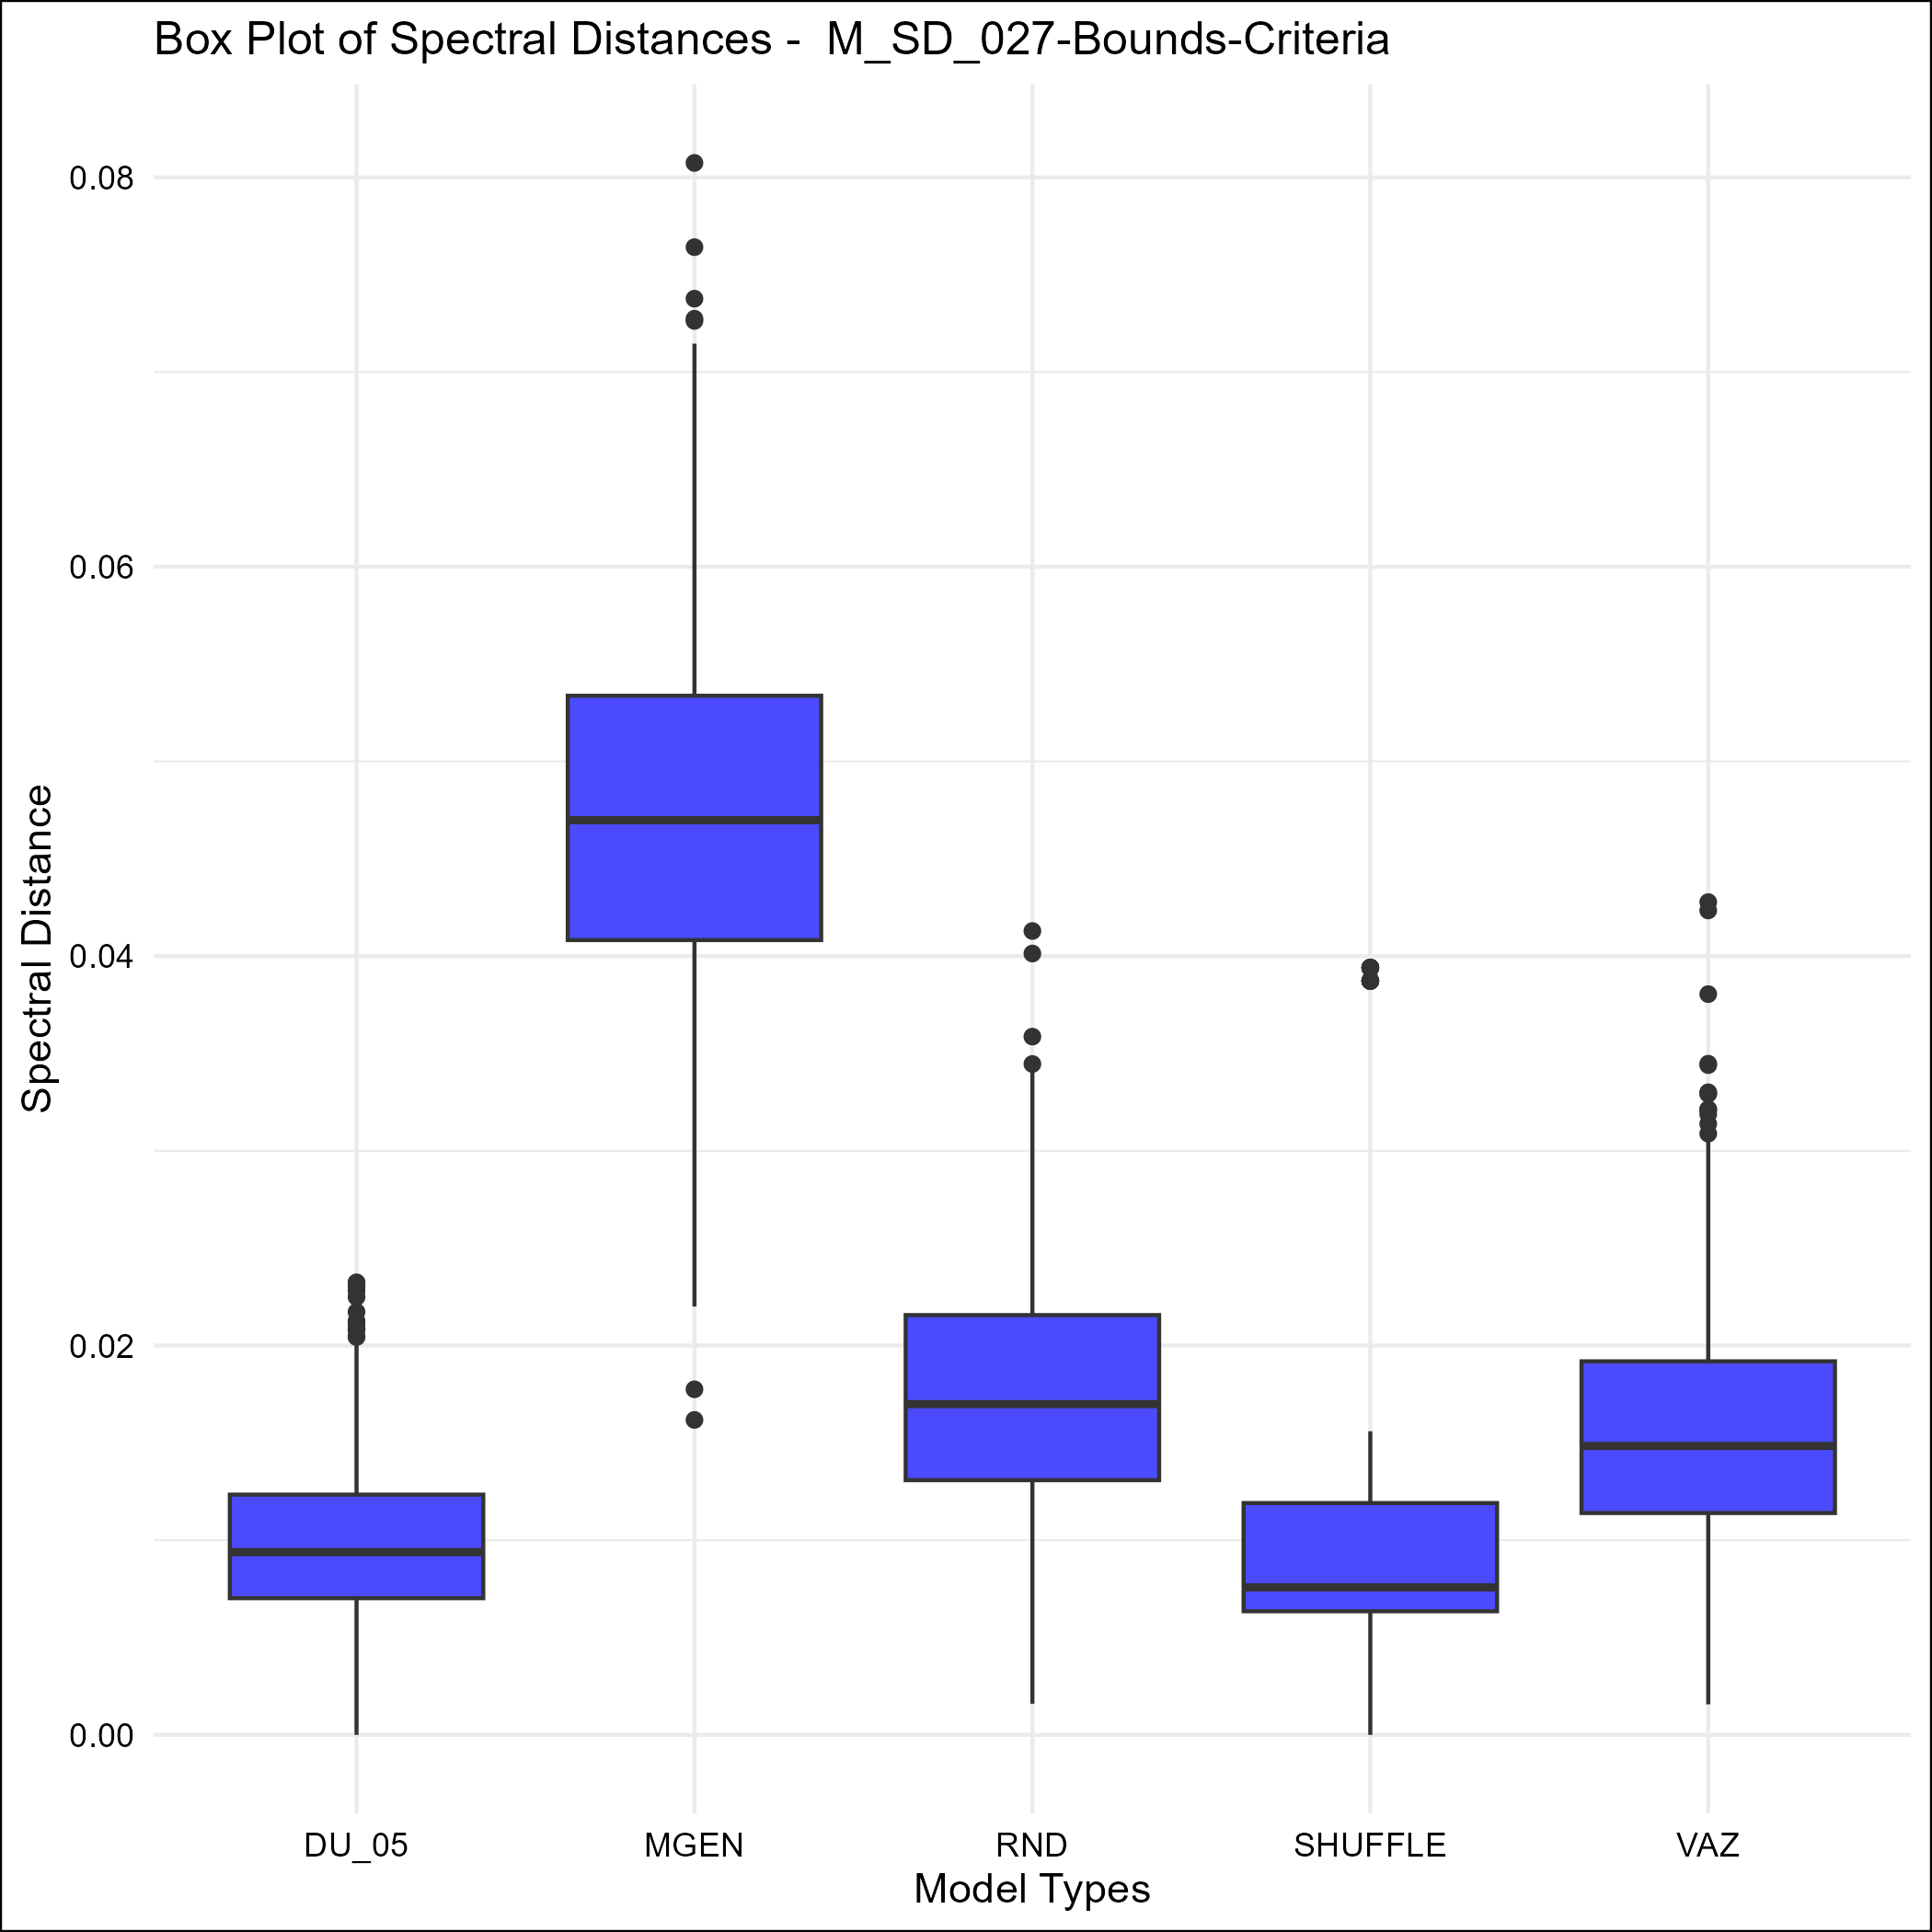 Box Plot of Spectral Distances -  M_SD_027-Bounds-Criteria
0.08
0.06
0.04
0.02
0.00
Spectral Distance
DU_05 MGEN RND SHUFFLE VAZ
Model Types